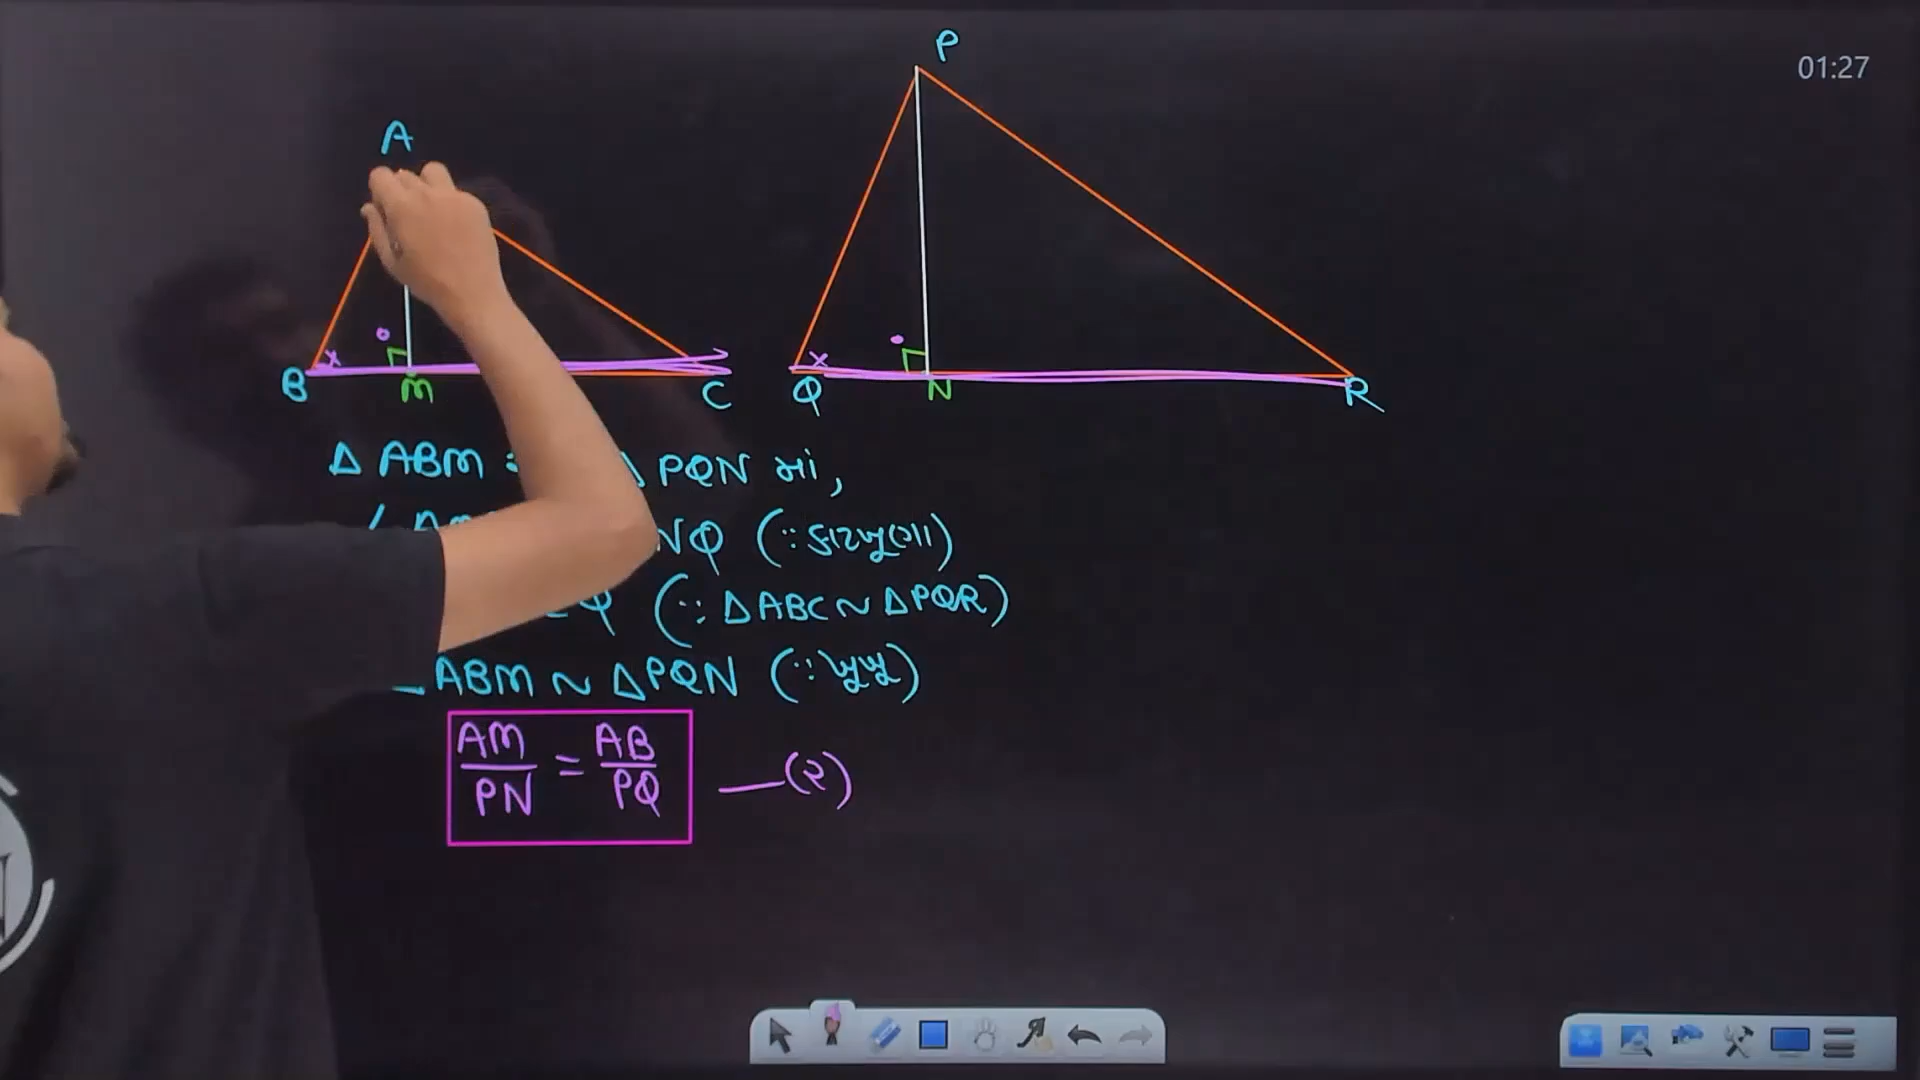 01:27
P
A
B M C Q N R
Δ ABM Δ PQN માં,
NQ (∵ કાટખૂણા)
Q (∵ ΔABC ~ ΔPQR)
ABM ~ ΔPQN (∵ ખૂખૂ)
AM/PN = AB/PQ —(૨)